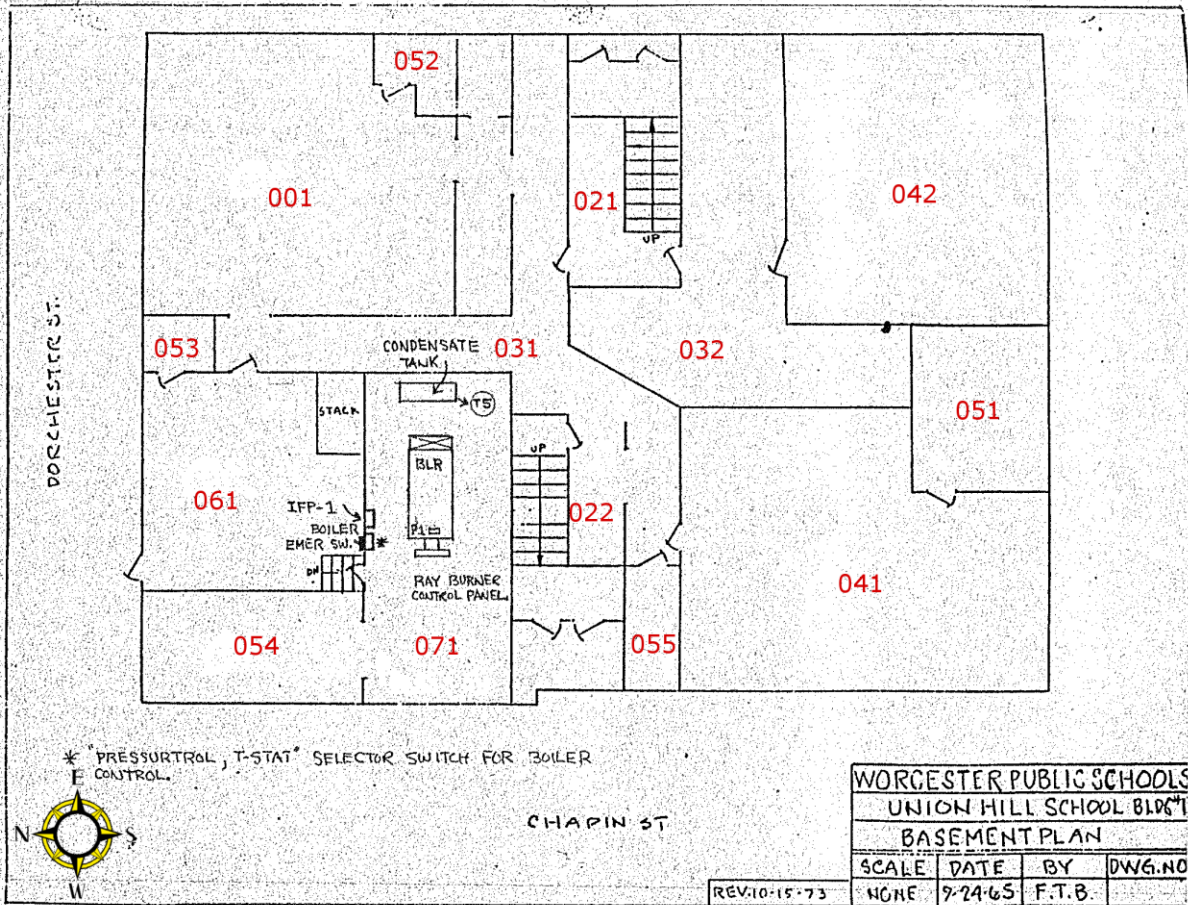 052
001
021
042
UP
DORCHESTER ST.
053
CONDENSATE
TANK
031
032
T5
STACK
051
BLR
UP
061
IFP-1
022
BOILER
P1
EMER SW. *
DN
RAY BURNER
CONTROL PANEL
041
054
071
055
* "PRESSURTROL, T-STAT" SELECTOR SWITCH FOR BOILER
CONTROL.
E
N S
W
CHAPIN ST
WORCESTER PUBLIC SCHOOLS
UNION HILL SCHOOL BLDG#1
BASEMENT PLAN
SCALE DATE BY DWG.NO
REV.10-15-73 NONE 9-24-65 F.T.B.